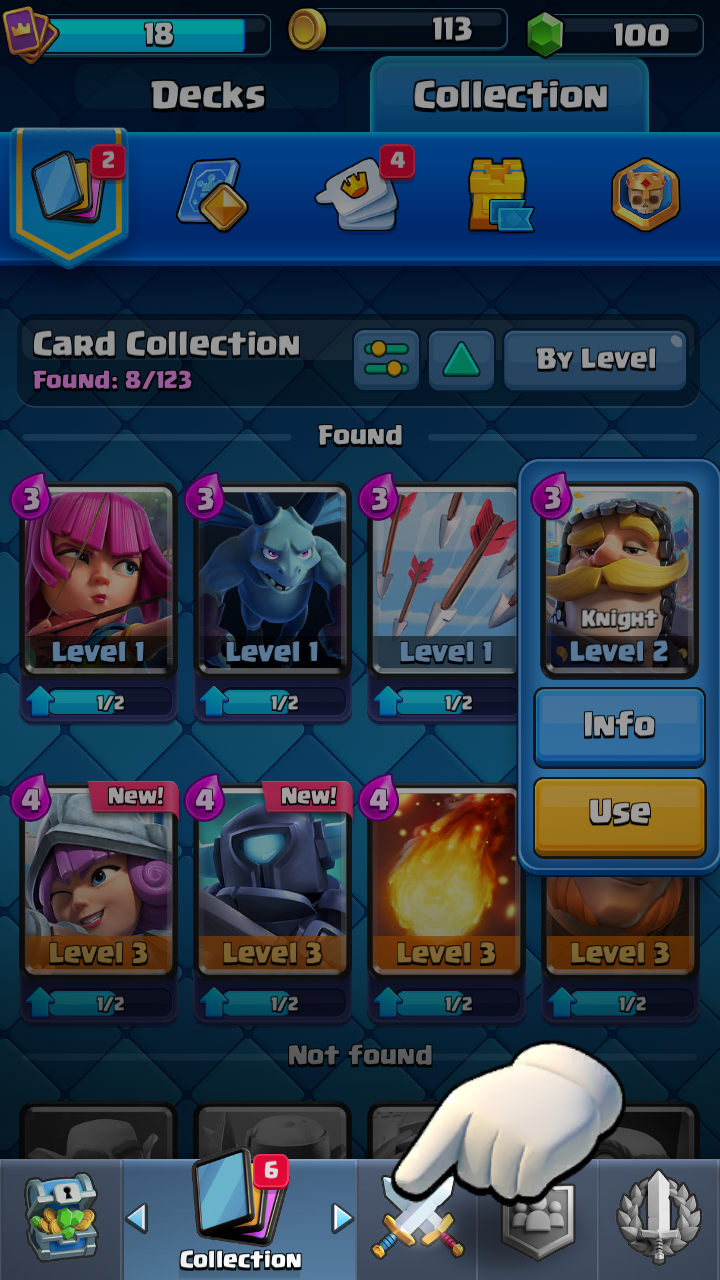 18
113
100
Decks
Collection
2
4
Card Collection
Found: 8/123
By Level
Found
3
3
3
3
Knight
Level 1
Level 1
Level 1
Level 2
1/2
1/2
1/2
Info
Use
4
New!
4
New!
4
Level 3
Level 3
Level 3
Level 3
1/2
1/2
1/2
1/2
Not found
6
Collection